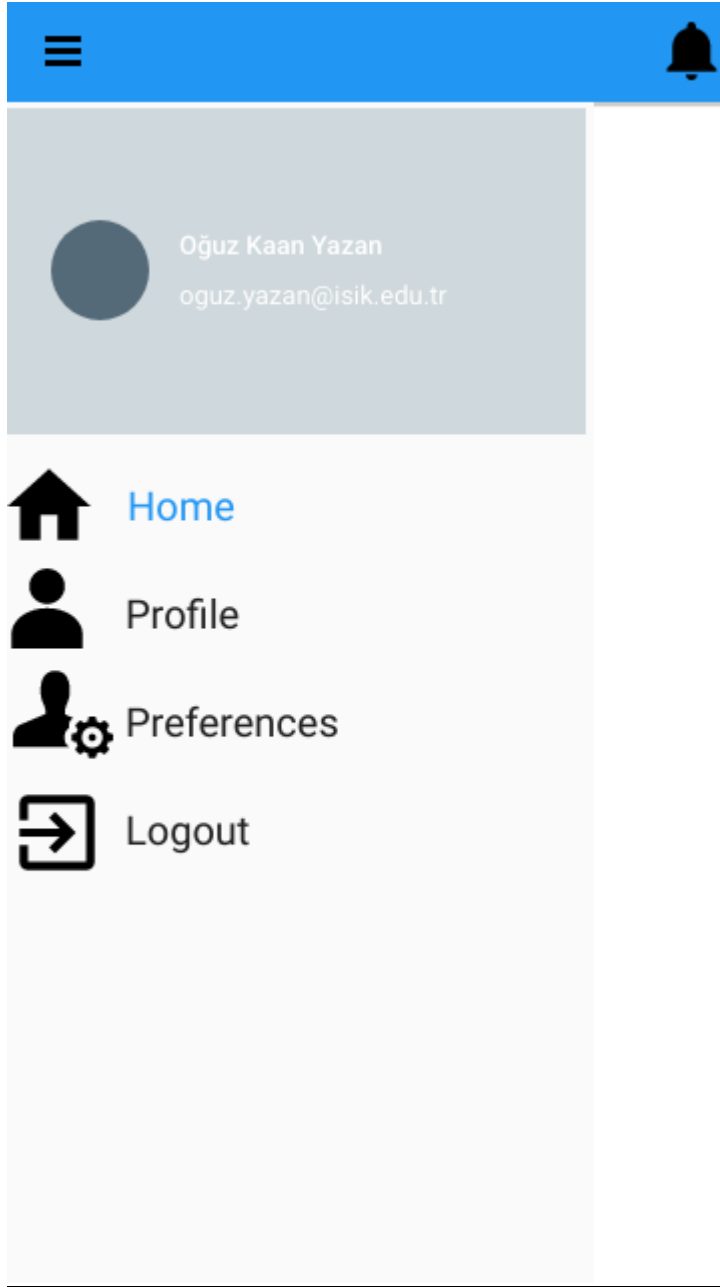 Oğuz Kaan Yazan
oguz.yazan@isik.edu.tr
Home
Profile
Preferences
Logout